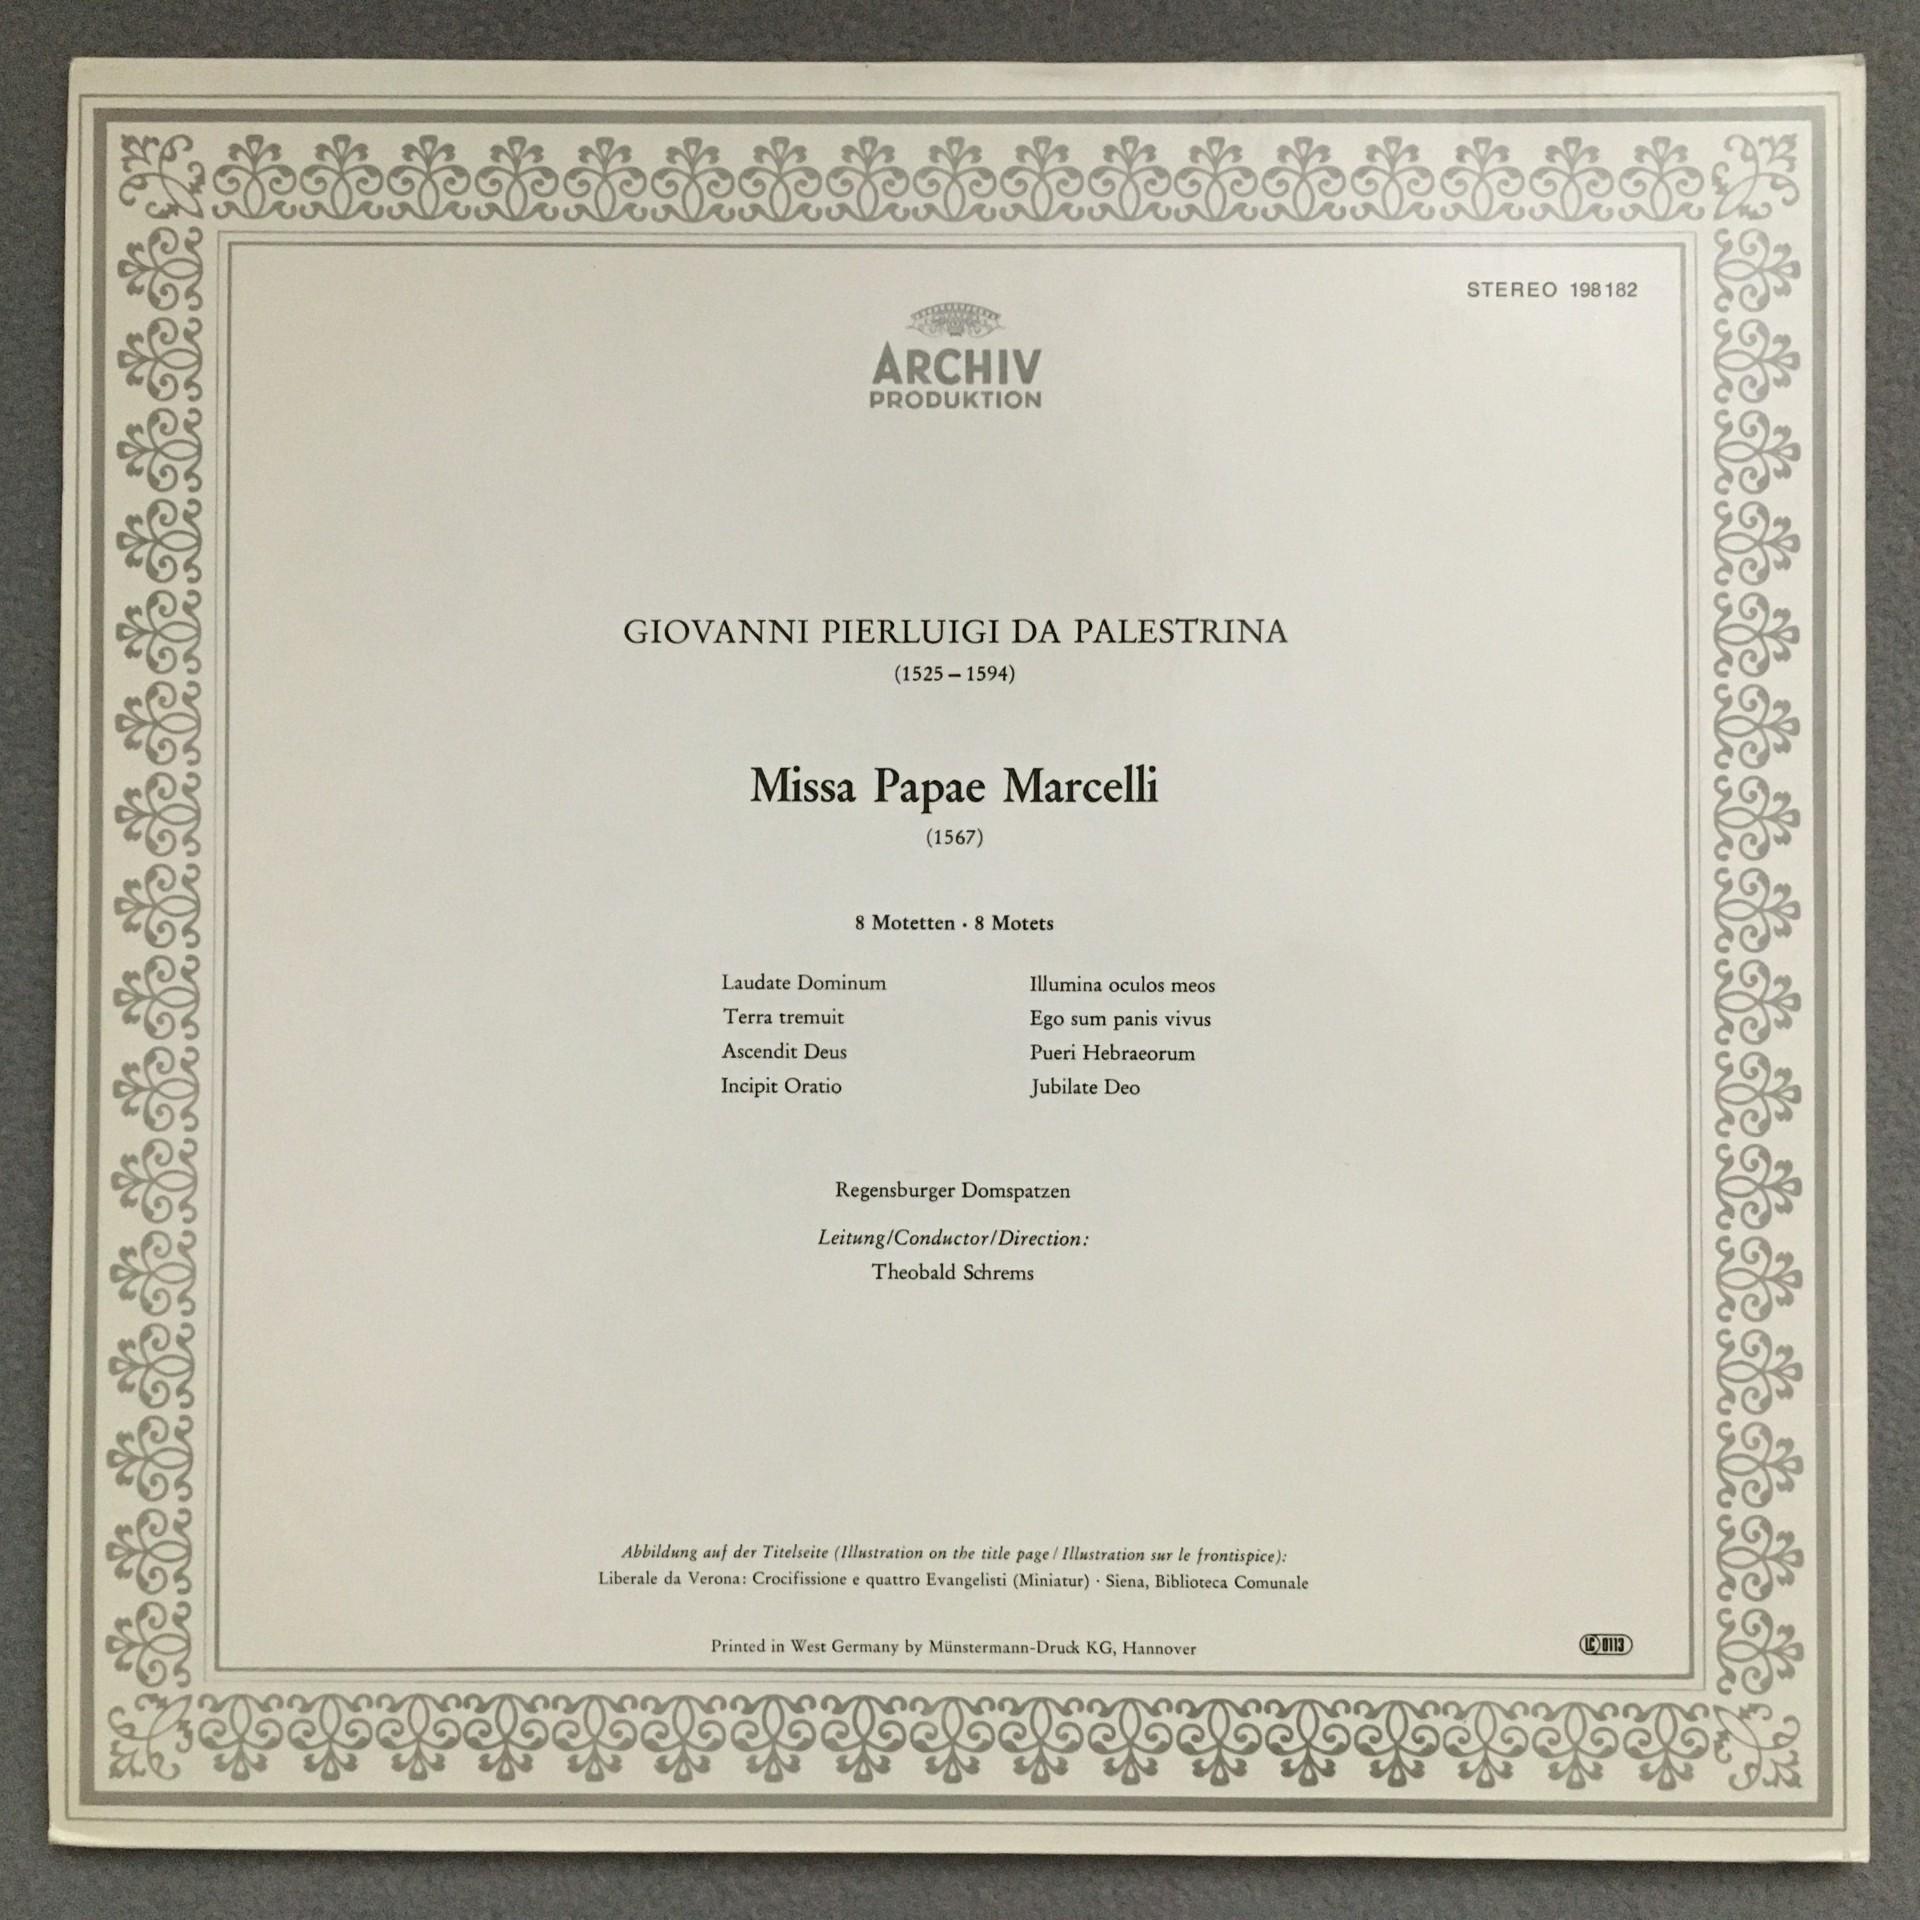 STEREO 198182
ARCHIV
PRODUKTION
GIOVANNI PIERLUIGI DA PALESTRINA
(1525 – 1594)
Missa Papae Marcelli
(1567)
8 Motetten · 8 Motets
Laudate Dominum
Terra tremuit
Ascendit Deus
Incipit Oratio
Illumina oculos meos
Ego sum panis vivus
Pueri Hebraeorum
Jubilate Deo
Regensburger Domspatzen
Leitung/Conductor/Direction:
Theobald Schrems
Abbildung auf der Titelseite (Illustration on the title page / Illustration sur le frontispice):
Liberale da Verona: Crocifissione e quattro Evangelisti (Miniatur) · Siena, Biblioteca Comunale
Printed in West Germany by Münstermann-Druck KG, Hannover
LC 0113